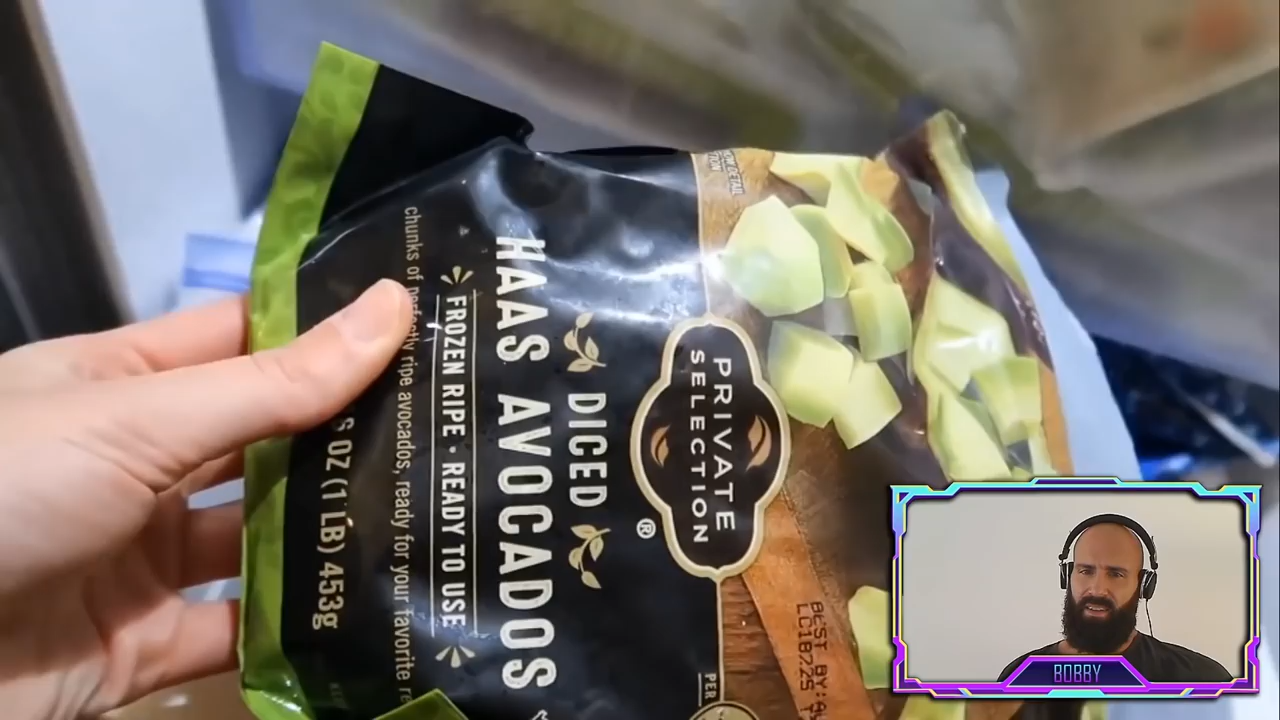 PRIVATE
SELECTION
®
DICED
HAAS AVOCADOS
FROZEN RIPE • READY TO USE
chunks of perfectly ripe avocados, ready for your favorite
OZ (1 LB) 453g
PER
BEST BY:
BOBBY